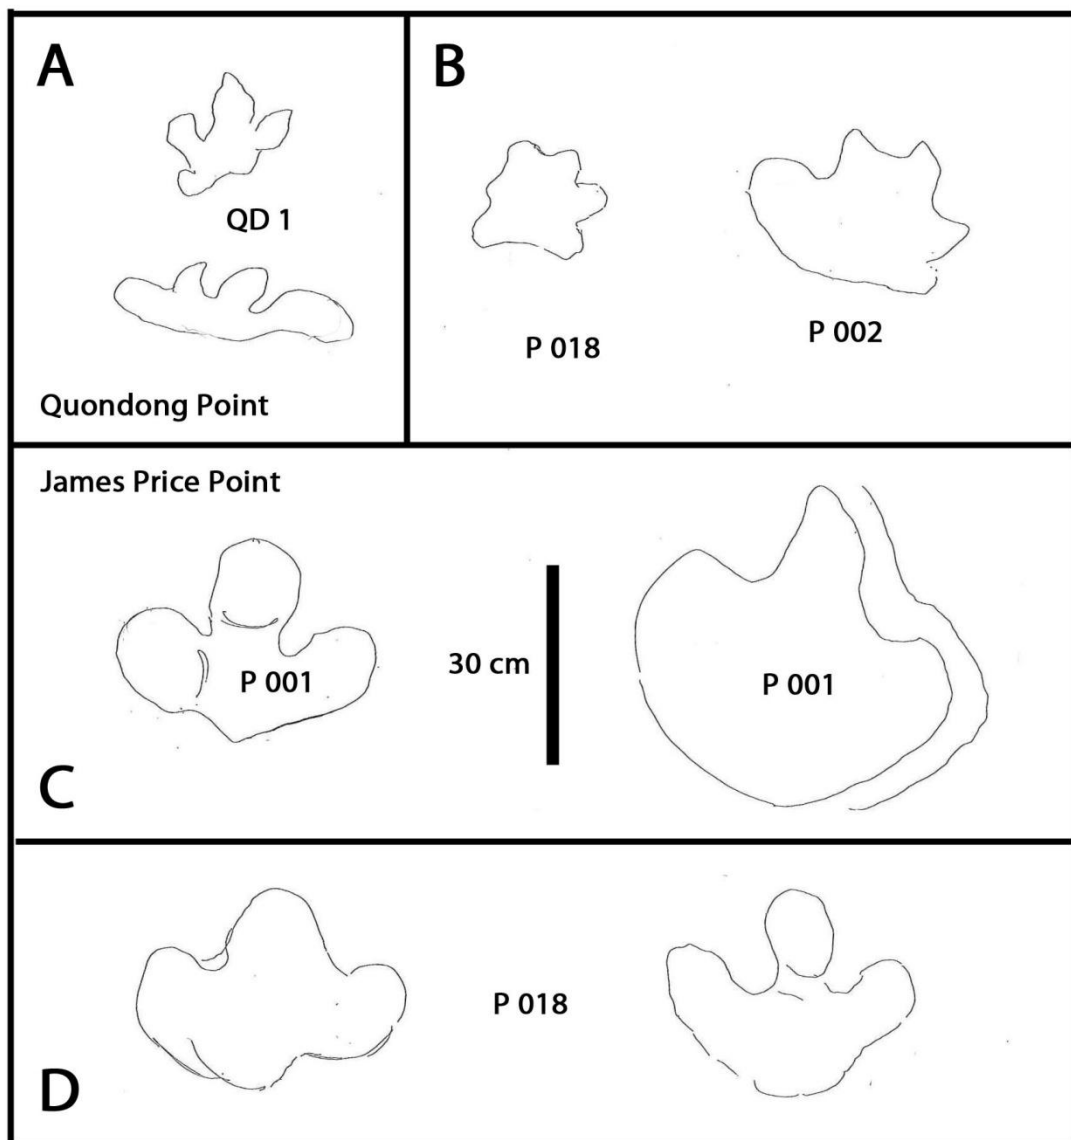 A
B
QD 1
P 018
P 002
Quondong Point
James Price Point
30 cm
P 001
P 001
C
P 018
D